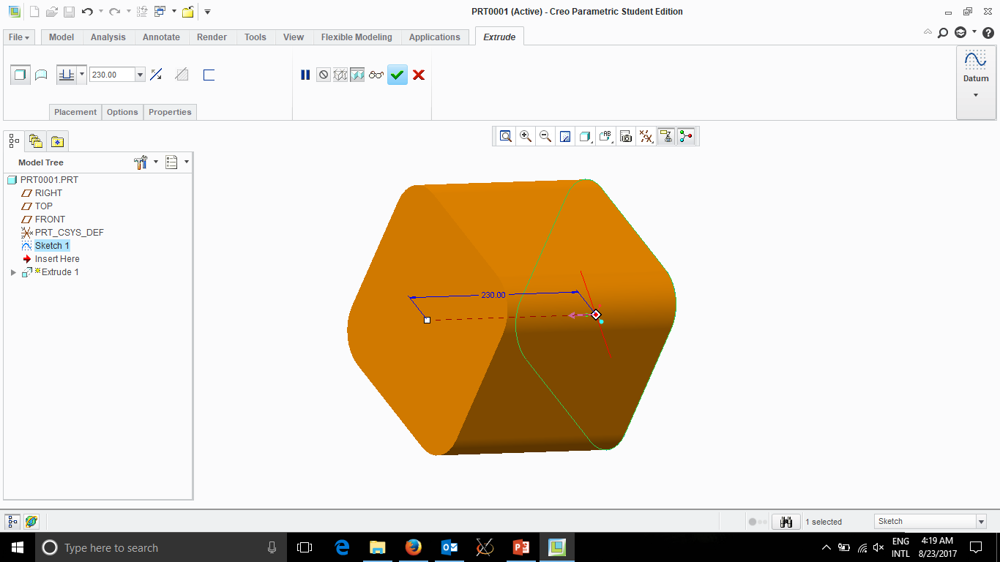 PRT0001 (Active) - Creo Parametric Student Edition
File Model Analysis Annotate Render Tools View Flexible Modeling Applications Extrude
230.00
Datum
Placement Options Properties
AB
Model Tree
PRT0001.PRT
RIGHT
TOP
FRONT
PRT_CSYS_DEF
Sketch 1
Insert Here
Extrude 1
230.00
1 selected
Sketch
Type here to search
ENG
INTL
4:19 AM
8/23/2017